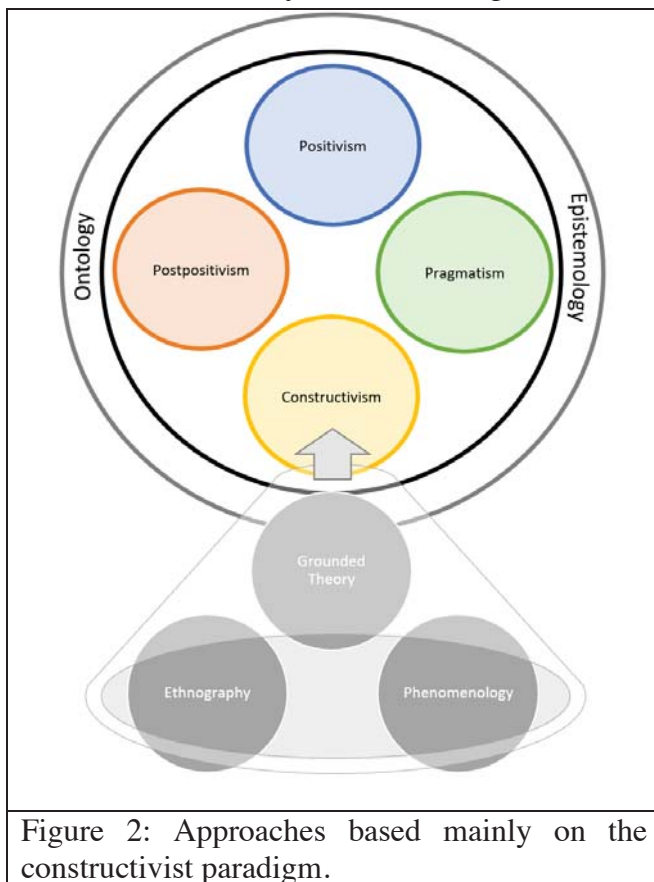 Positivism
Ontology
Epistemology
Postpositivism
Pragmatism
Constructivism
Grounded
Theory
Ethnography
Phenomenology
Figure 2: Approaches based mainly on the
constructivist paradigm.